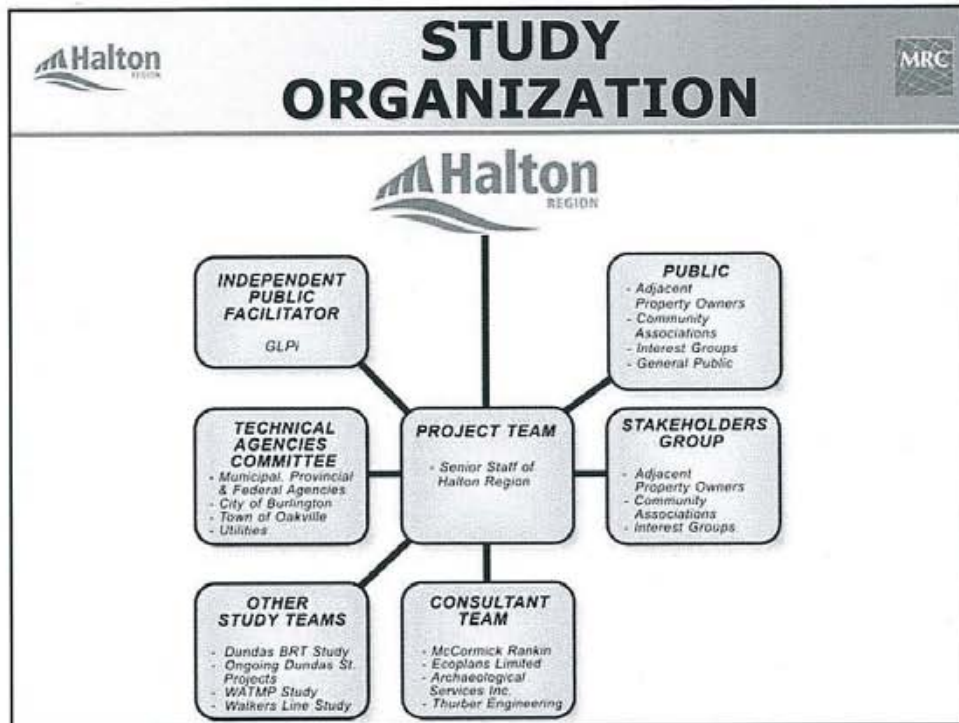 Halton
REGION
STUDY
ORGANIZATION
MRC
Halton
REGION
INDEPENDENT
PUBLIC
FACILITATOR
GLPi
PUBLIC
- Adjacent
Property Owners
- Community
Associations
- Interest Groups
- General Public
TECHNICAL
AGENCIES
COMMITTEE
- Municipal, Provincial
& Federal Agencies
- City of Burlington
- Town of Oakville
- Utilities
PROJECT TEAM
- Senior Staff of
Halton Region
STAKEHOLDERS
GROUP
- Adjacent
Property Owners
- Community
Associations
- Interest Groups
OTHER
STUDY TEAMS
- Dundas BRT Study
- Ongoing Dundas St.
Projects
- WATMP Study
- Walkers Line Study
CONSULTANT
TEAM
- McCormick Rankin
- Ecoplans Limited
- Archaeological
Services Inc.
- Thurber Engineering